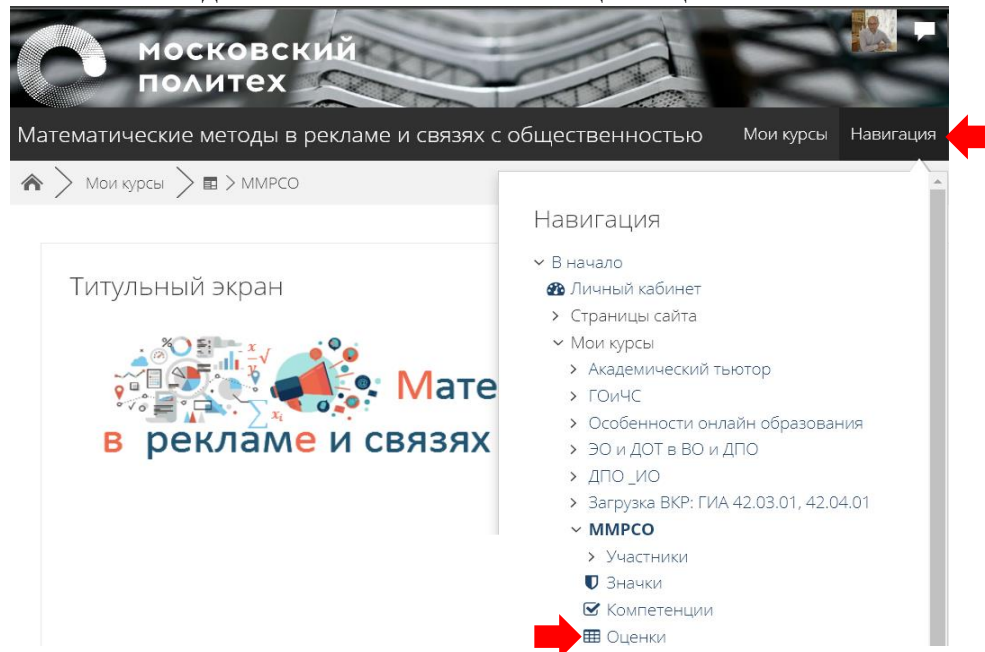 московский
политех
Математические методы в рекламе и связях с общественностью Мои курсы Навигация
Мои курсы ММРСО
Навигация
В начало
Личный кабинет
Страницы сайта
Мои курсы
Академический тьютор
ГОиЧС
Особенности онлайн образования
ЭО и ДОТ в ВО и ДПО
ДПО _ИО
Загрузка ВКР: ГИА 42.03.01, 42.04.01
ММРСО
Участники
Значки
Компетенции
Оценки
Титульный экран
Мате
в рекламе и связях